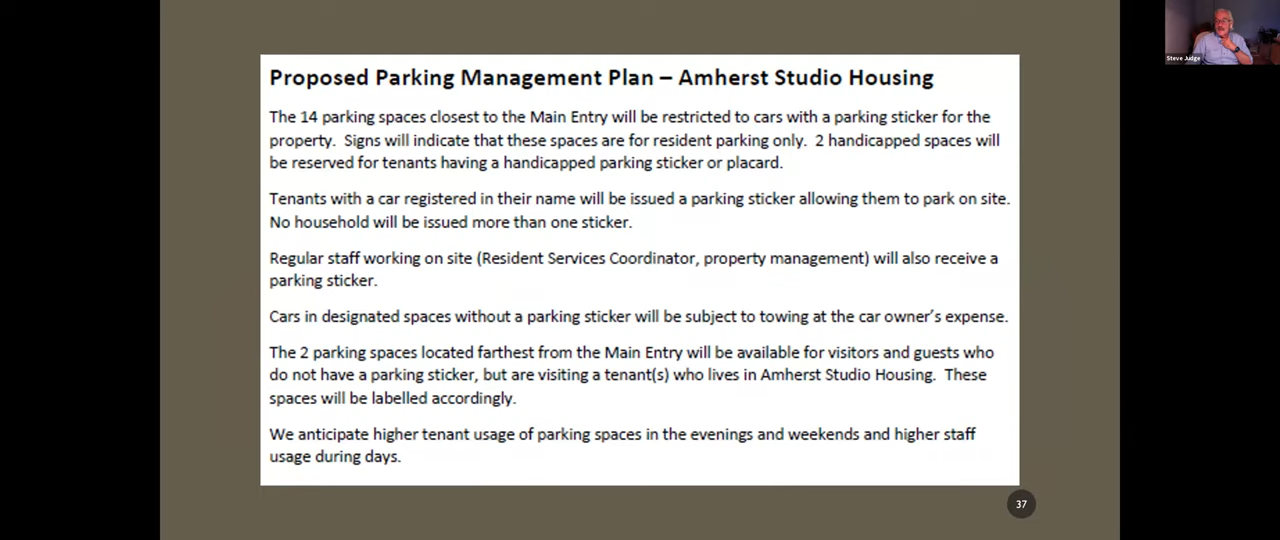 Proposed Parking Management Plan – Amherst Studio Housing
The 14 parking spaces closest to the Main Entry will be restricted to cars with a parking sticker for the
property.  Signs will indicate that these spaces are for resident parking only.  2 handicapped spaces will
be reserved for tenants having a handicapped parking sticker or placard.
Tenants with a car registered in their name will be issued a parking sticker allowing them to park on site.
No household will be issued more than one sticker.
Regular staff working on site (Resident Services Coordinator, property management) will also receive a
parking sticker.
Cars in designated spaces without a parking sticker will be subject to towing at the car owner’s expense.
The 2 parking spaces located farthest from the Main Entry will be available for visitors and guests who
do not have a parking sticker, but are visiting a tenant(s) who lives in Amherst Studio Housing.  These
spaces will be labelled accordingly.
We anticipate higher tenant usage of parking spaces in the evenings and weekends and higher staff
usage during days.
37
Steve Judge